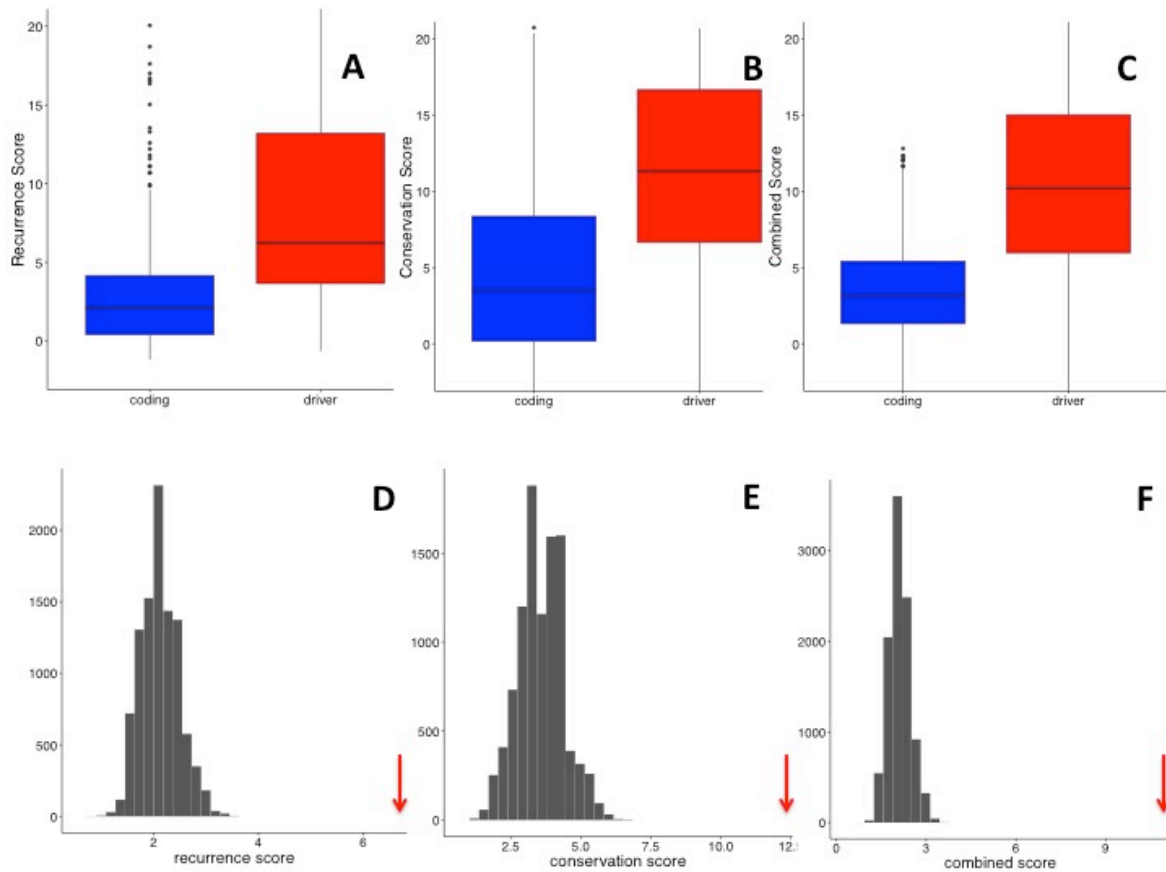 A
20
15
10
5
0
Recurrence Score
coding
driver
B
20
15
10
5
0
Conservation Score
coding
driver
C
20
15
10
5
0
Combined Score
coding
driver
D
2000
1500
1000
500
0
2
4
6
recurrence score
E
1500
1000
500
0
2.5
5.0
7.5
10.0
12.5
conservation score
F
3000
2000
1000
0
0
3
6
9
combined score